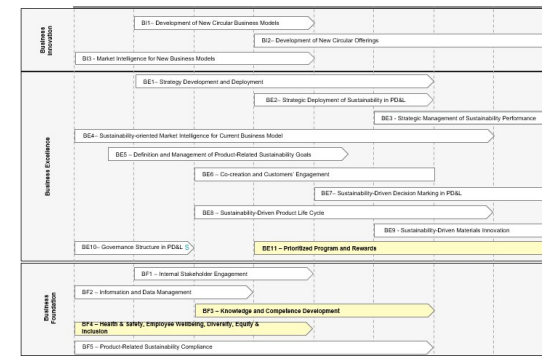 Business
Innovation
BI1– Development of New Circular Business Models
BI2– Development of New Circular Offerings
BI3 - Market Intelligence for New Business Models
Business Excellence
BE1– Strategy Development and Deployment
BE2– Strategic Deployment of Sustainability in PD&L
BE3 - Strategic Management of Sustainability Performance
BE4– Sustainability-oriented Market Intelligence for Current Business Model
BE5 – Definition and Management of Product-Related Sustainability Goals
BE6 – Co-creation and Customers' Engagement
BE7– Sustainability-Driven Decision Marking in PD&L
BE8 – Sustainability-Driven Product Life Cycle
BE9 - Sustainability-Driven Materials Innovation
BE10– Governance Structure in PD&L S
BE11 – Prioritized Program and Rewards
Business
Foundation
BF1 – Internal Stakeholder Engagement
BF2 – Information and Data Management
BF3 – Knowledge and Competence Development
BF4 – Health & Safety, Employee Wellbeing, Diversity, Equity &
Inclusion
BF5 – Product-Related Sustainability Compliance